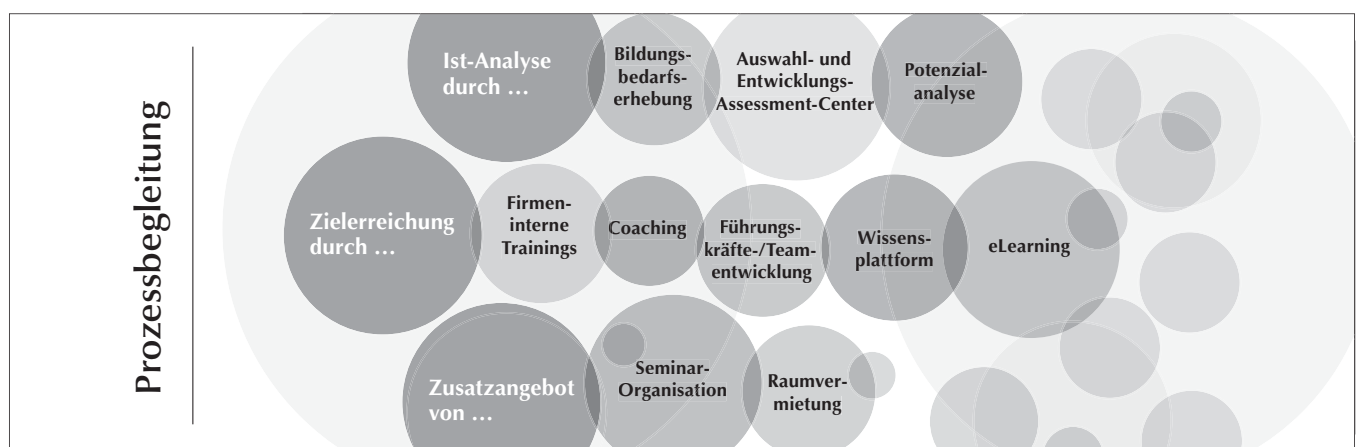 Prozessbegleitung
Ist-Analyse
durch ...
Bildungs-
bedarfs-
erhebung
Auswahl- und
Entwicklungs-
Assessment-Center
Potenzial-
analyse
Zielerreichung
durch ...
Firmen-
interne
Trainings
Coaching
Führungs-
kräfte-/Team-
entwicklung
Wissens-
plattform
eLearning
Zusatzangebot
von ...
Seminar-
Organisation
Raumver-
mietung